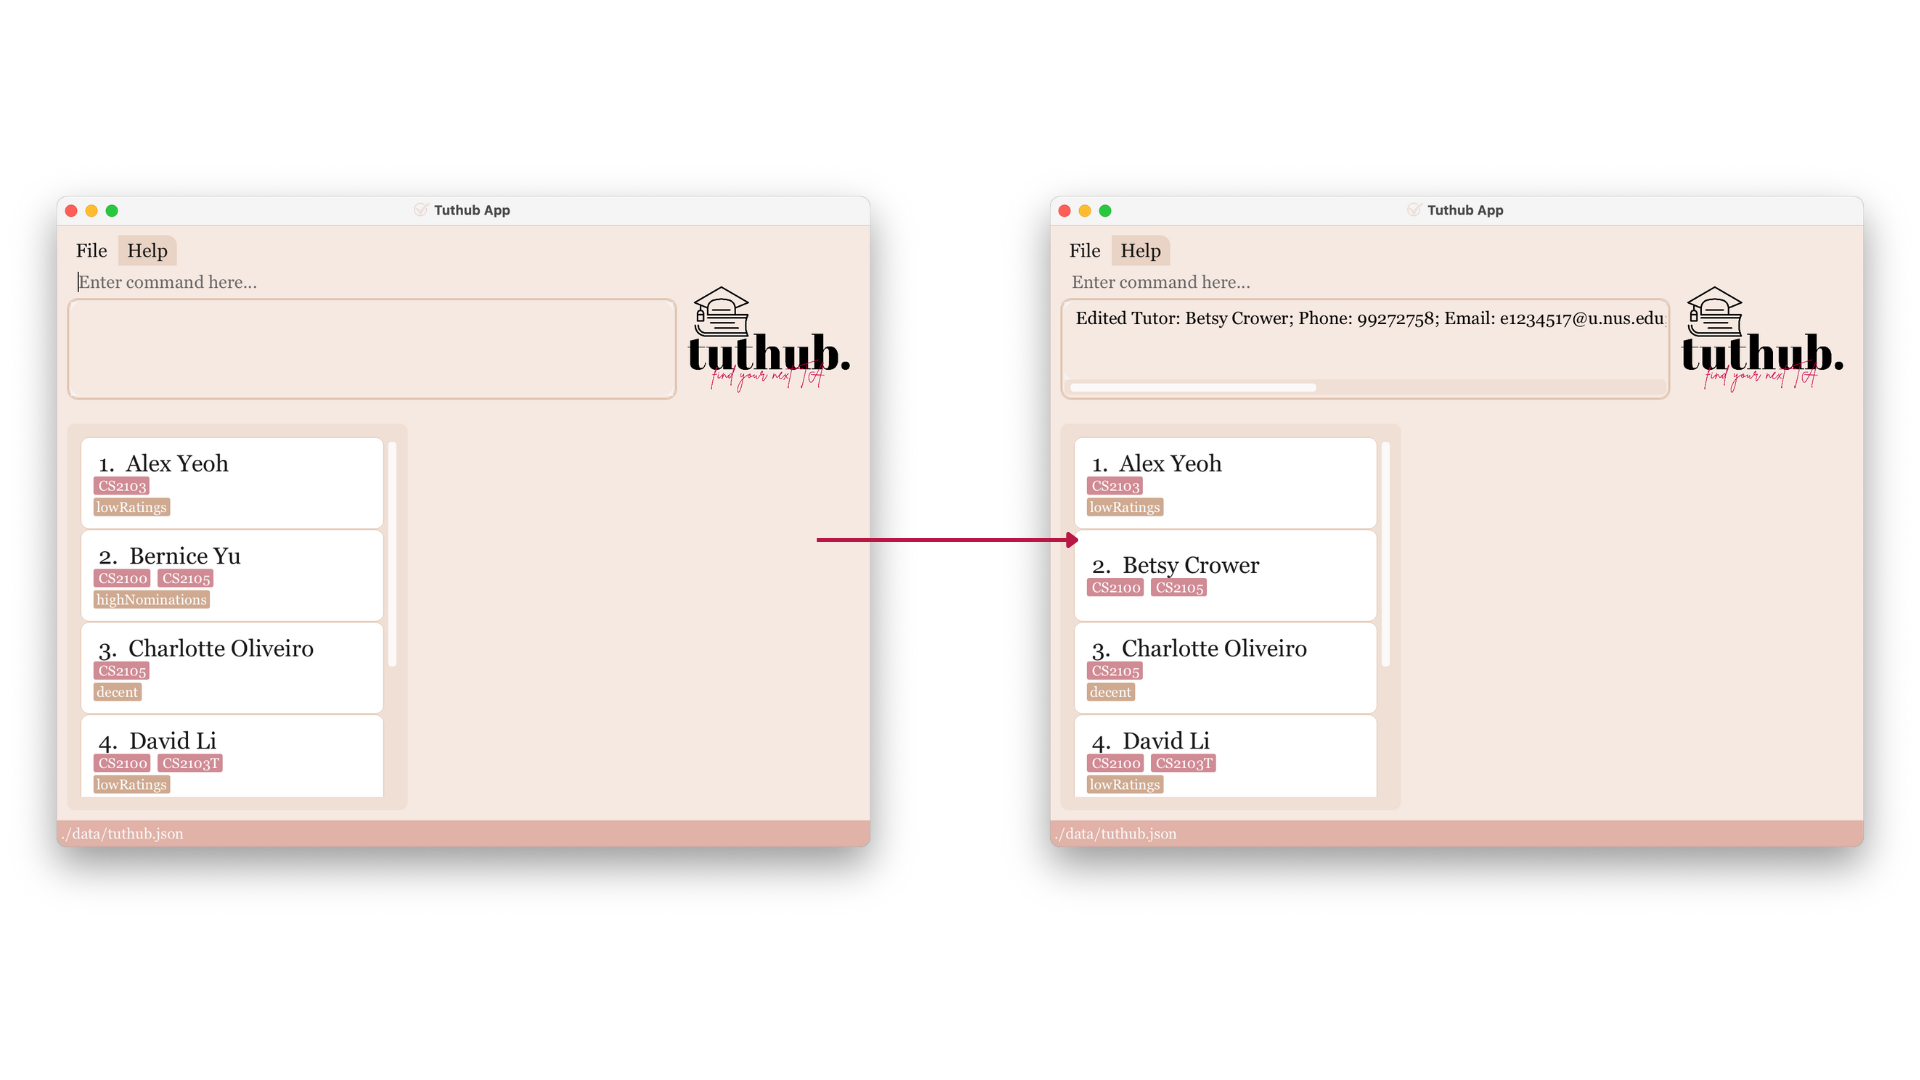 Tuthub App
File Help
Enter command here...
tuthub.
find your next TA
1. Alex Yeoh
CS2103
lowRatings
2. Bernice Yu
CS2100 CS2105
highNominations
3. Charlotte Oliveiro
CS2105
decent
4. David Li
CS2100 CS2103T
lowRatings
./data/tuthub.json
Tuthub App
File Help
Enter command here...
Edited Tutor: Betsy Crower; Phone: 99272758; Email: e1234517@u.nus.edu
tuthub.
find your next TA
1. Alex Yeoh
CS2103
lowRatings
2. Betsy Crower
CS2100 CS2105
3. Charlotte Oliveiro
CS2105
decent
4. David Li
CS2100 CS2103T
lowRatings
./data/tuthub.json